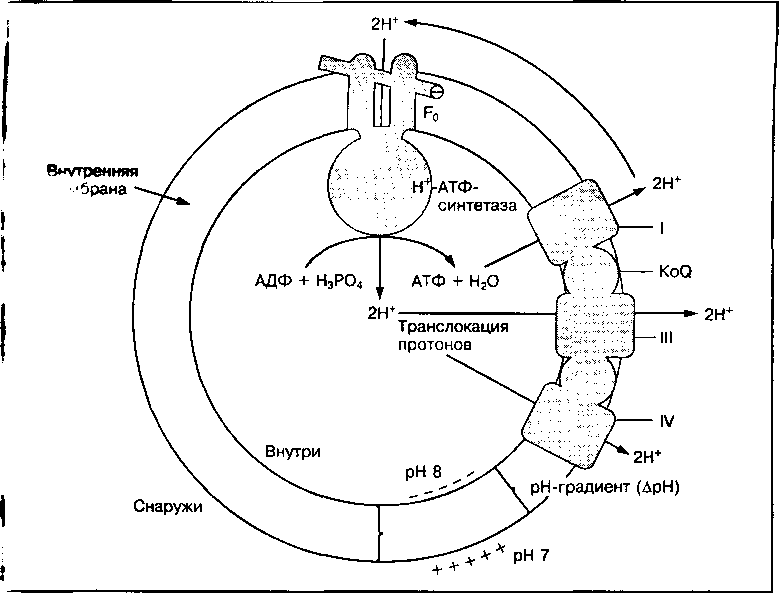 2H⁺
F₀
Внутренняя
мбрана
H⁺-АТФ-
синтетаза
2H⁺
I
KoQ
АДФ + H₃PO₄
АТФ + H₂O
2H⁺
2H⁺
Транслокация
протонов
III
IV
2H⁺
Внутри
pH 8
pH-градиент (ΔpH)
Снаружи
+ + + + +
pH 7